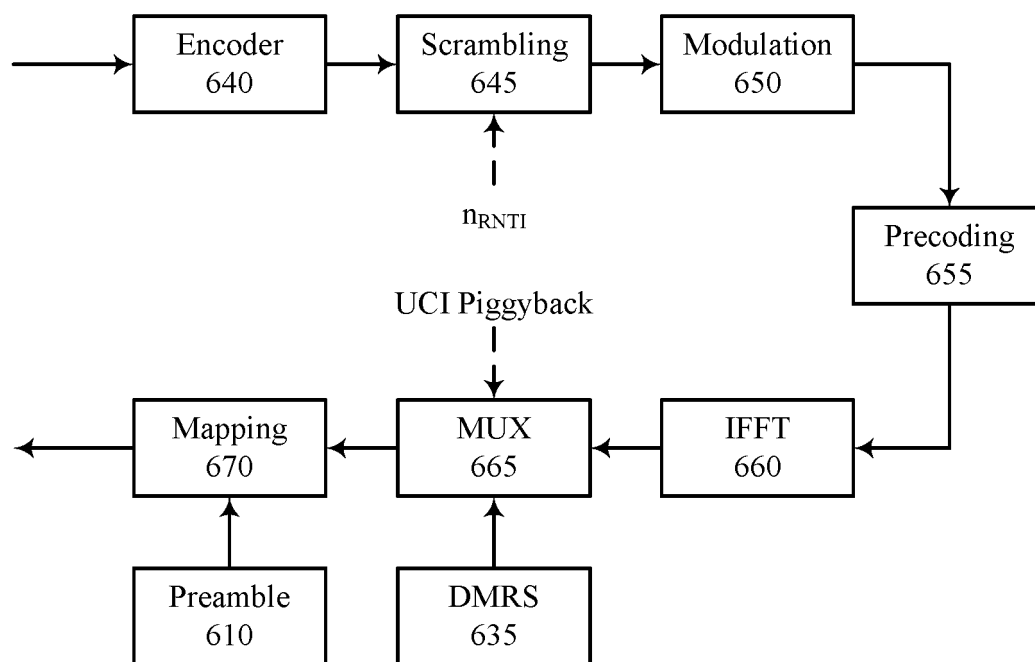 Encoder
640
Scrambling
645
Modulation
650
nRNTI
Precoding
655
UCI Piggyback
Mapping
670
MUX
665
IFFT
660
Preamble
610
DMRS
635